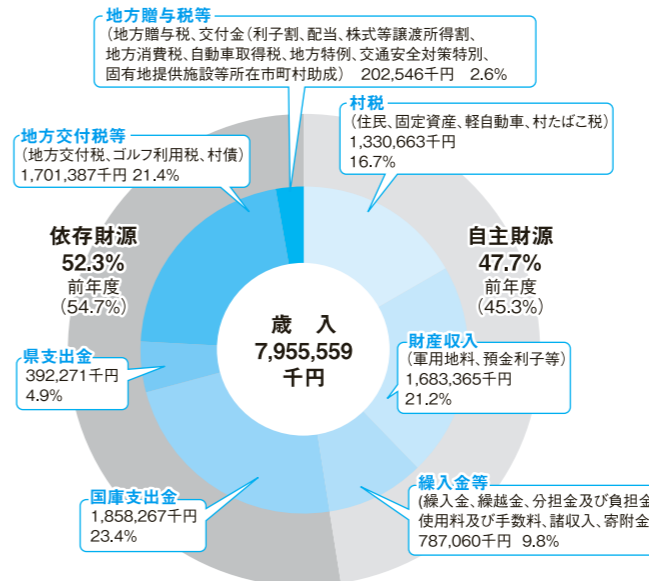 地方贈与税等
（地方贈与税、交付金（利子割、配当、株式等譲渡所得割、
地方消費税、自動車取得税、地方特例、交通安全対策特別、
固有地提供施設等所在市町村助成） 202,546千円 2.6%
村税
（住民、固定資産、軽自動車、村たばこ税）
1,330,663千円
16.7%
地方交付税等
（地方交付税、ゴルフ利用税、村債）
1,701,387千円 21.4%
依存財源
52.3%
前年度
（54.7%）
自主財源
47.7%
前年度
（45.3%）
歳 入
7,955,559
千円
財産収入
（軍用地料、預金利子等）
1,683,365千円
21.2%
県支出金
392,271千円
4.9%
国庫支出金
1,858,267千円
23.4%
繰入金等
(繰入金、繰越金、分担金及び負担金
使用料及び手数料、諸収入、寄附金
787,060千円 9.8%